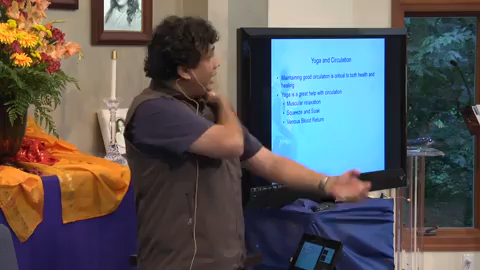 Yoga and Circulation
• Maintaining good circulation is critical to both health and
healing
• Yoga is a great help with circulation
• Muscular relaxation
• Squeeze and Soak
• Venous Blood Return